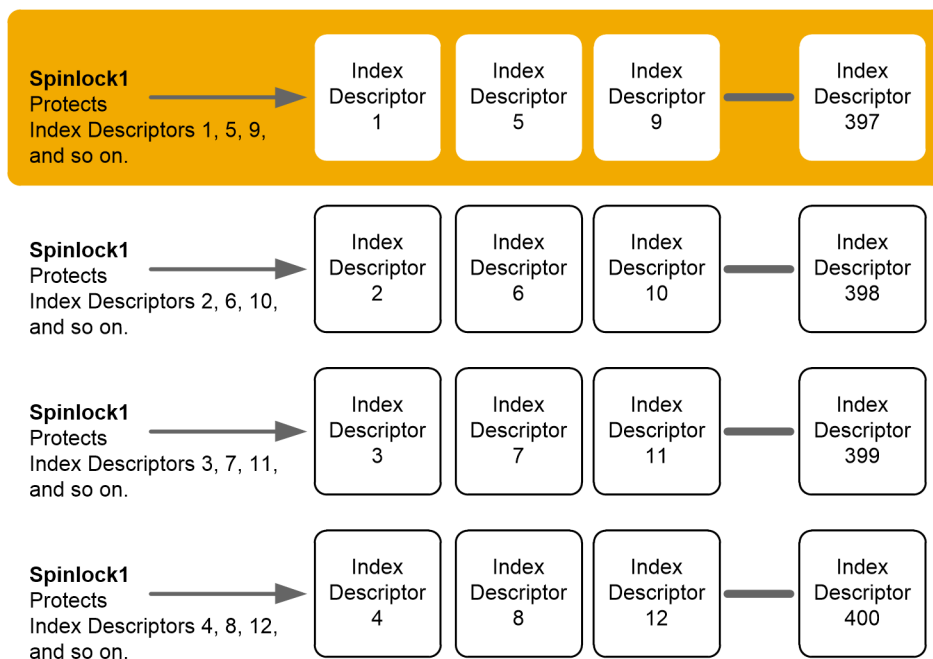 Spinlock1
Protects
Index Descriptors 1, 5, 9,
and so on.
Index
Descriptor
1
Index
Descriptor
5
Index
Descriptor
9
Index
Descriptor
397
Spinlock1
Protects
Index Descriptors 2, 6, 10,
and so on.
Index
Descriptor
2
Index
Descriptor
6
Index
Descriptor
10
Index
Descriptor
398
Spinlock1
Protects
Index Descriptors 3, 7, 11,
and so on.
Index
Descriptor
3
Index
Descriptor
7
Index
Descriptor
11
Index
Descriptor
399
Spinlock1
Protects
Index Descriptors 4, 8, 12,
and so on.
Index
Descriptor
4
Index
Descriptor
8
Index
Descriptor
12
Index
Descriptor
400